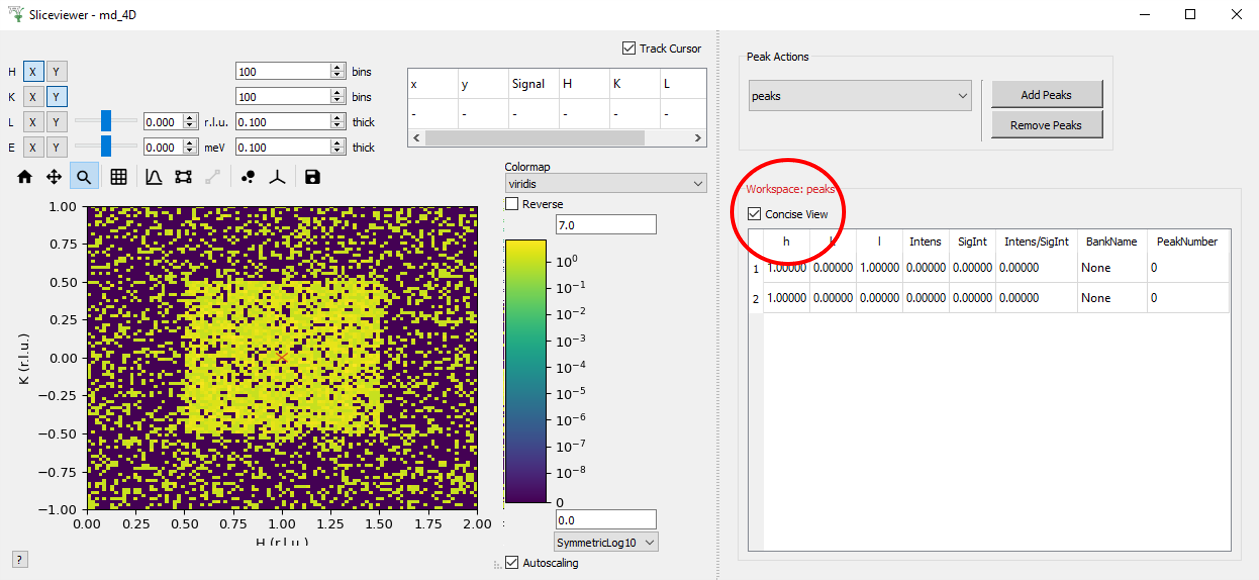 Sliceviewer - md_4D
Track Cursor
H X Y 100 bins
K X Y 100 bins
L X Y 0.000 r.l.u. 0.100 thick
E X Y 0.000 meV 0.100 thick
x y Signal H K L
- - - - - -
Colormap
viridis
Reverse
7.0
1.00
0.75
0.50
0.25
0.00
−0.25
−0.50
−0.75
−1.00
K (r.l.u.)
0.00 0.25 0.50 0.75 1.00 1.25 1.50 1.75 2.00
H (r.l.u.)
10⁰
10⁻¹
10⁻²
10⁻³
10⁻⁴
10⁻⁵
10⁻⁶
10⁻⁷
10⁻⁸
0
0.0
SymmetricLog10
Autoscaling
?
Peak Actions
peaks
Add Peaks
Remove Peaks
Workspace: peaks
Concise View
h k l Intens SigInt Intens/SigInt BankName PeakNumber
1 1.00000 0.00000 1.00000 0.00000 0.00000 0.00000 None 0
2 1.00000 0.00000 0.00000 0.00000 0.00000 0.00000 None 0